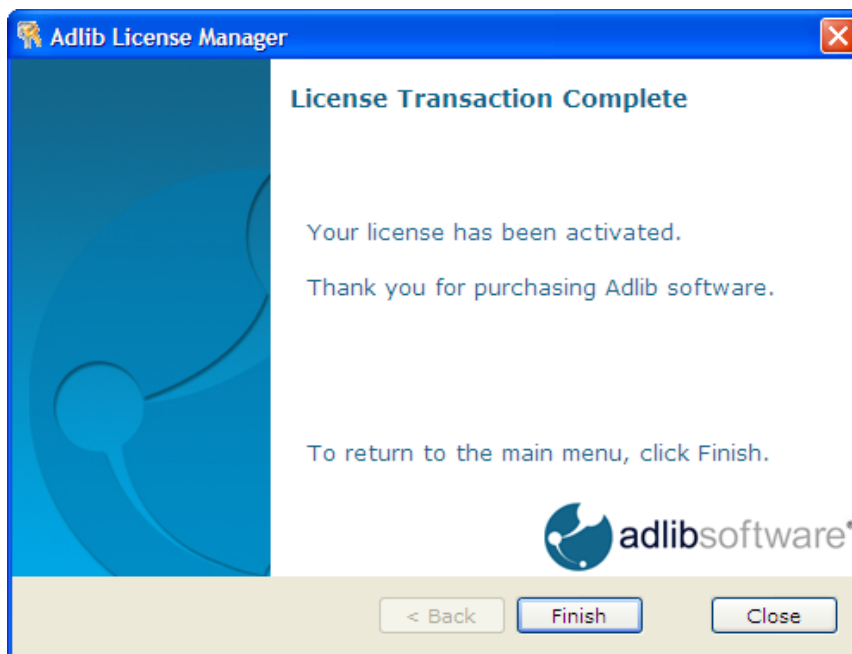 Adlib License Manager
License Transaction Complete
Your license has been activated.
Thank you for purchasing Adlib software.
To return to the main menu, click Finish.
adlibsoftware®
< Back
Finish
Close